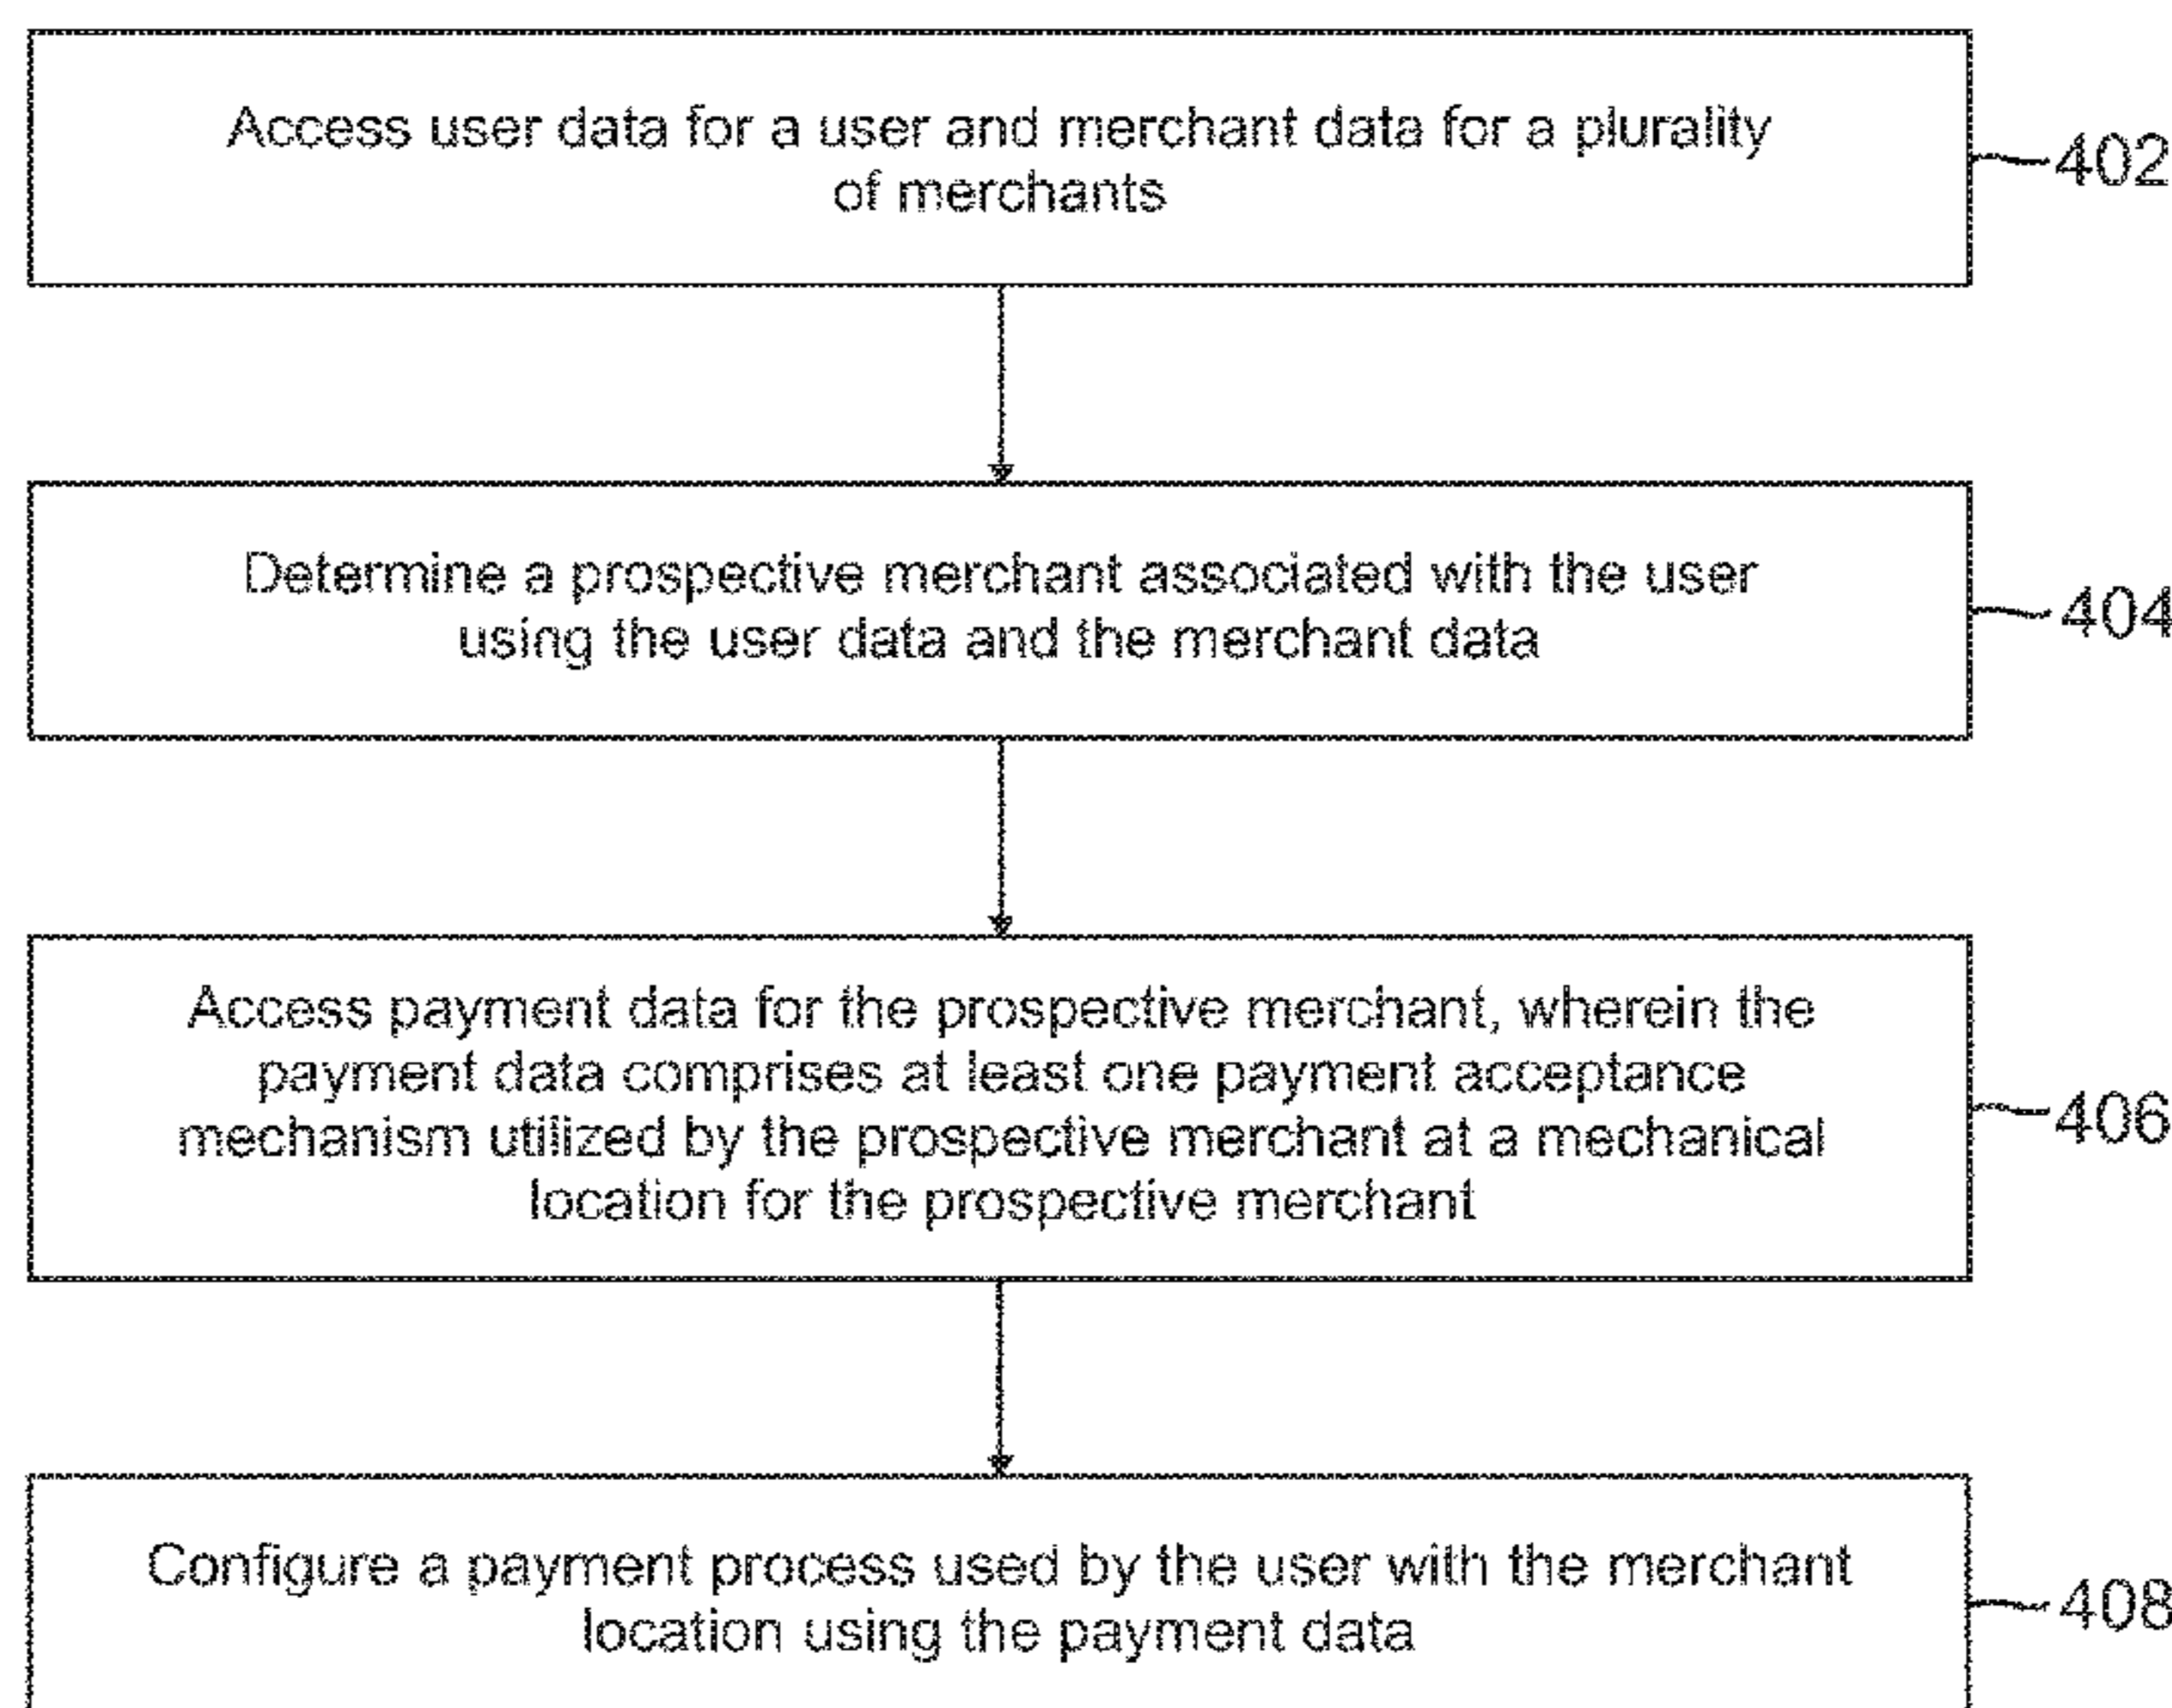 Access user data for a user and merchant data for a plurality
of merchants
402
Determine a prospective merchant associated with the user
using the user data and the merchant data
404
Access payment data for the prospective merchant, wherein the
payment data comprises at least one payment acceptance
mechanism utilized by the prospective merchant at a mechanical
location for the prospective merchant
406
Configure a payment process used by the user with the merchant
location using the payment data
408